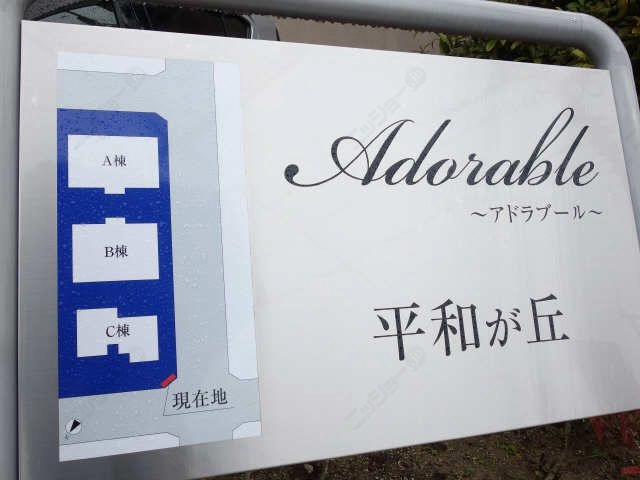 A棟
B棟
C棟
現在地
Adorable
～アドラブール～
平和が丘